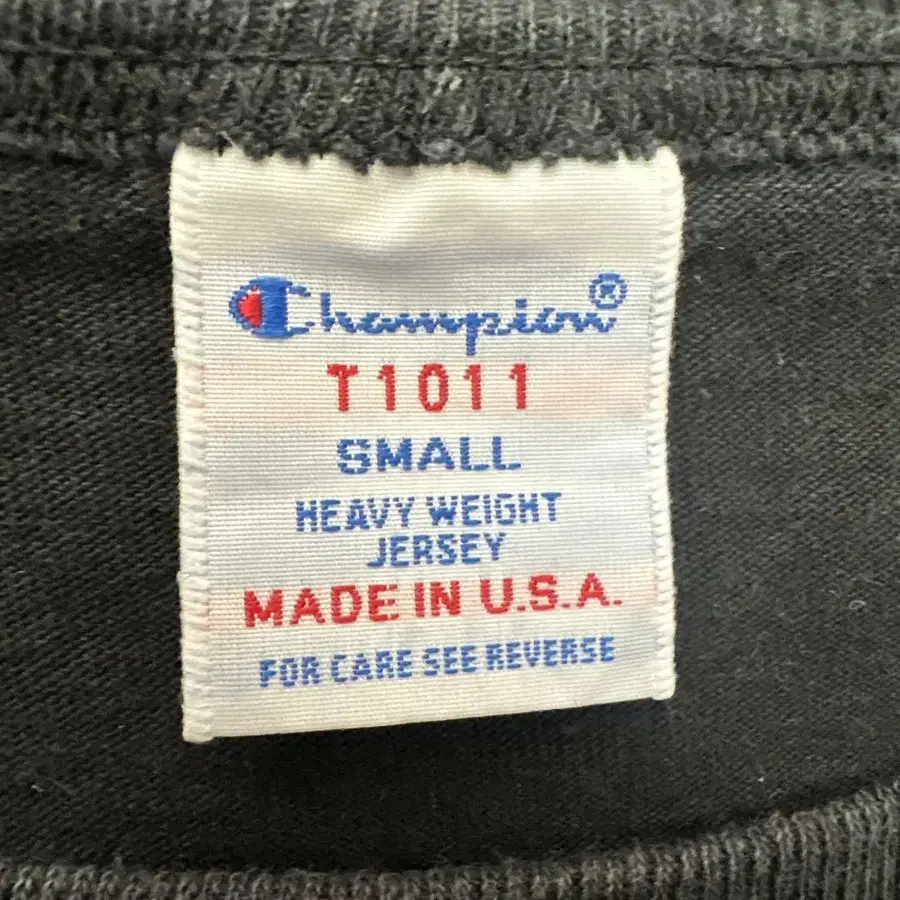 Champion®
T1011
SMALL
HEAVY WEIGHT
JERSEY
MADE IN U.S.A.
FOR CARE SEE REVERSE